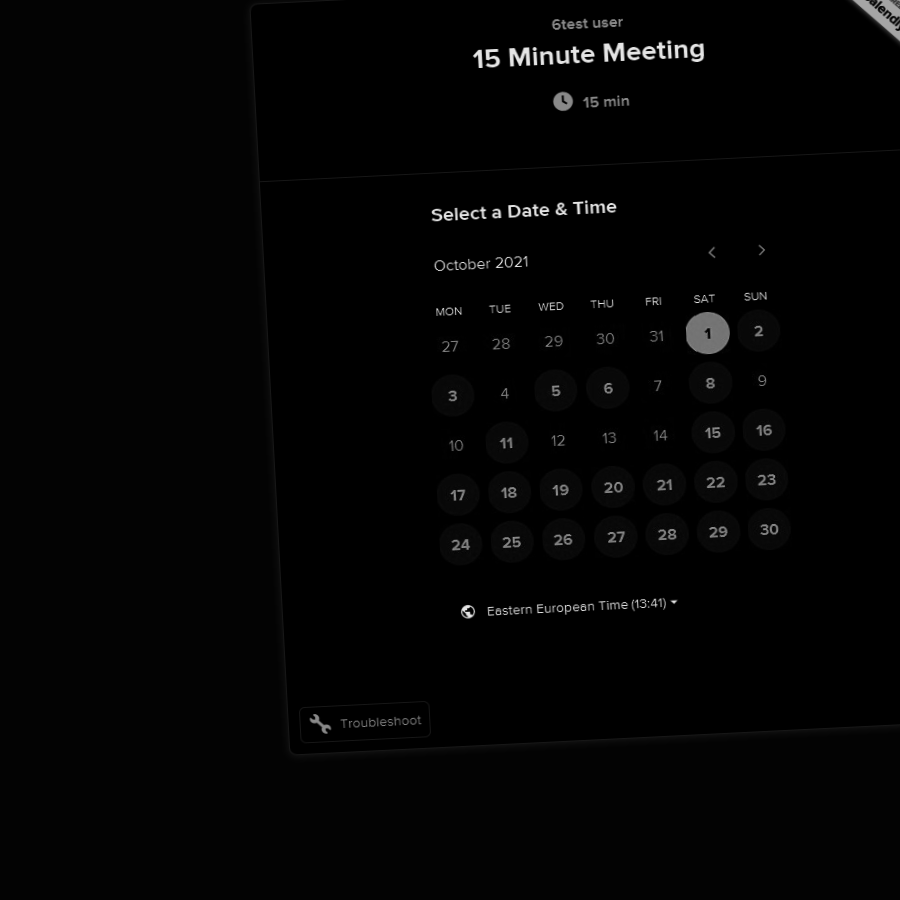 6test user
15 Minute Meeting
15 min
Select a Date & Time
October 2021
MON TUE WED THU FRI SAT SUN
27 28 29 30 31 1 2
3 4 5 6 7 8 9
10 11 12 13 14 15 16
17 18 19 20 21 22 23
24 25 26 27 28 29 30
Eastern European Time (13:41)
Troubleshoot